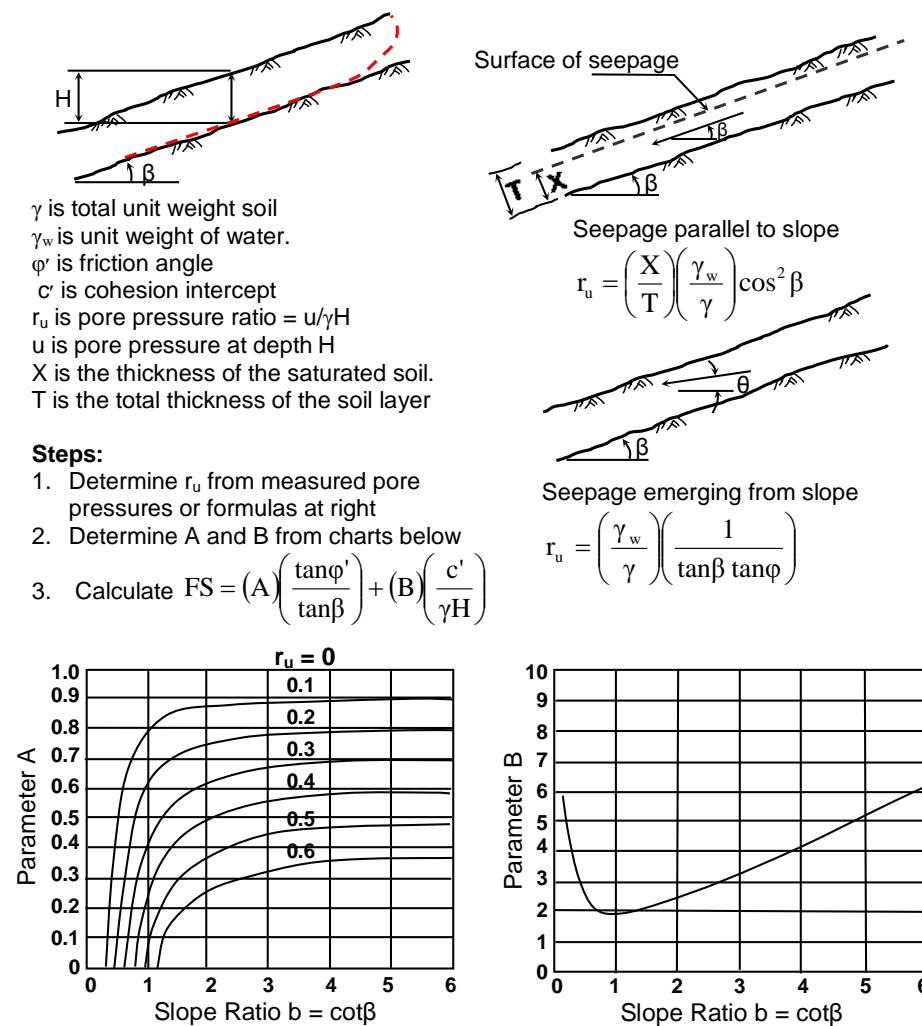 H
β
γ is total unit weight soil
γw is unit weight of water.
φ' is friction angle
c' is cohesion intercept
ru is pore pressure ratio = u/γH
u is pore pressure at depth H
X is the thickness of the saturated soil.
T is the total thickness of the soil layer
Steps:
1. Determine ru from measured pore
pressures or formulas at right
2. Determine A and B from charts below
3. Calculate FS = (A)(tanφ'/tanβ) + (B)(c'/γH)
Surface of seepage
β
β
T
X
Seepage parallel to slope
ru = (X/T)(γw/γ)cos²β
θ
β
Seepage emerging from slope
ru = (γw/γ)(1/tanβ tanφ)
ru = 0
1.0
0.9
0.8
0.7
0.6
0.5
0.4
0.3
0.2
0.1
0
0.1
0.2
0.3
0.4
0.5
0.6
Parameter A
0 1 2 3 4 5 6
Slope Ratio b = cotβ
10
9
8
7
6
5
4
3
2
1
0
Parameter B
0 1 2 3 4 5 6
Slope Ratio b = cotβ